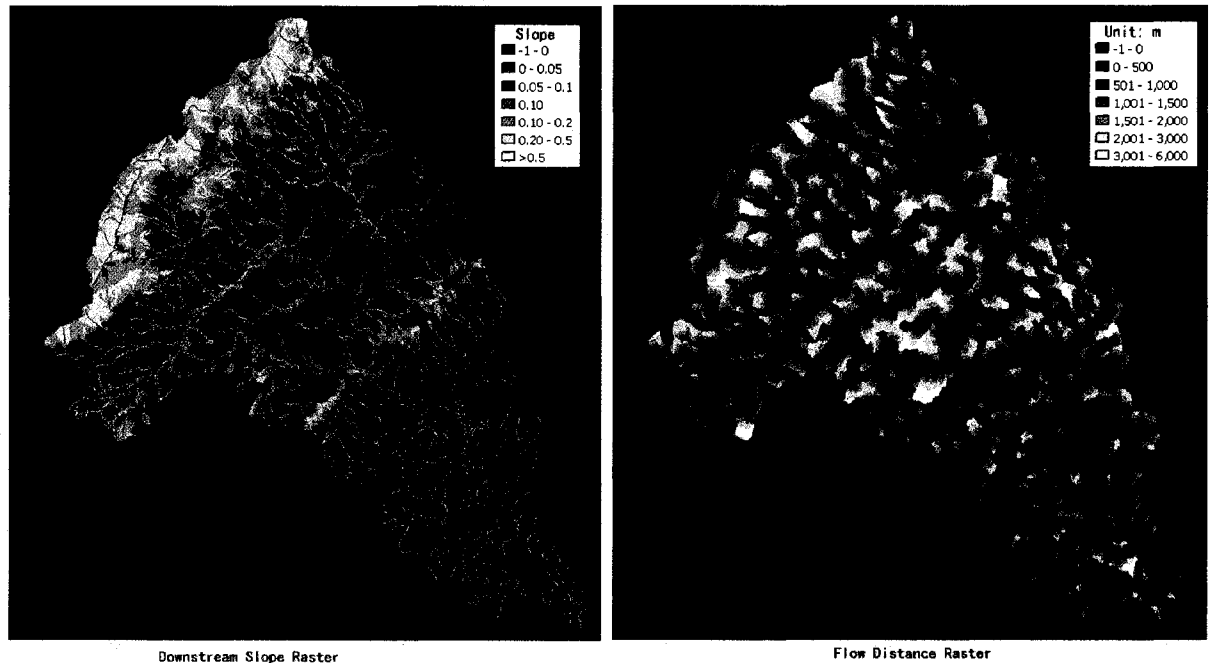 Slope
-1 - 0
0 - 0.05
0.05 - 0.1
0.10
0.10 - 0.2
0.20 - 0.5
>0.5
Unit: m
-1 - 0
0 - 500
501 - 1,000
1,001 - 1,500
1,501 - 2,000
2,001 - 3,000
3,001 - 6,000
Downstream Slope Raster
Flow Distance Raster